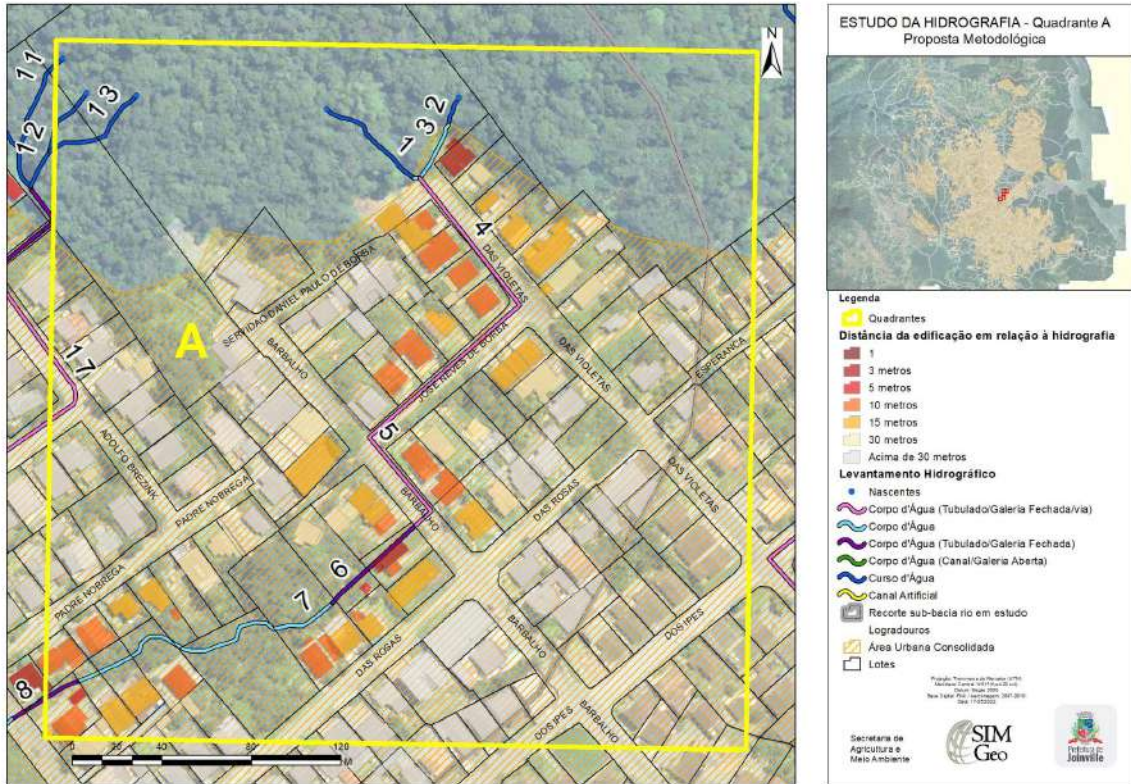 N
11
13
12
1
3
2
4
DAS VIOLETAS
SERVIDÃO DANIEL PAULO DE BORBA
A
BARBALHO
JOSÉ NEVES DE BORBA
DAS VIOLETAS
ESPERANÇA
17
5
ADOLFO BREZINK
PADRE NOBREGA
BARBALHO
DAS ROSAS
DAS VIOLETAS
PADRE NOBREGA
6
7
DAS ROSAS
BARBALHO
DOS IPES
8
DOS IPES
BARBALHO
0 20 40 80 120
M
ESTUDO DA HIDROGRAFIA - Quadrante A
Proposta Metodológica
Legenda
Quadrantes
Distância da edificação em relação à hidrografia
1
3 metros
5 metros
10 metros
15 metros
30 metros
Acima de 30 metros
Levantamento Hidrográfico
Nascentes
Corpo d'Água (Tubulado/Galeria Fechada/via)
Corpo d'Água
Corpo d'Água (Tubulado/Galeria Fechada)
Corpo d'Água (Canal/Galeria Aberta)
Curso d'Água
Canal Artificial
Recorte sub-bacia rio em estudo
Logradouros
Área Urbana Consolidada
Lotes
Secretaria de
Agricultura e
Meio Ambiente
SIM
Geo
Prefeitura de
Joinville